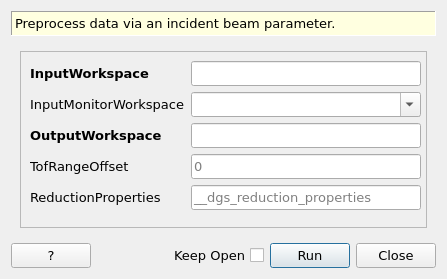 Preprocess data via an incident beam parameter.
InputWorkspace
InputMonitorWorkspace
OutputWorkspace
TofRangeOffset 0
ReductionProperties __dgs_reduction_properties
? Keep Open Run Close